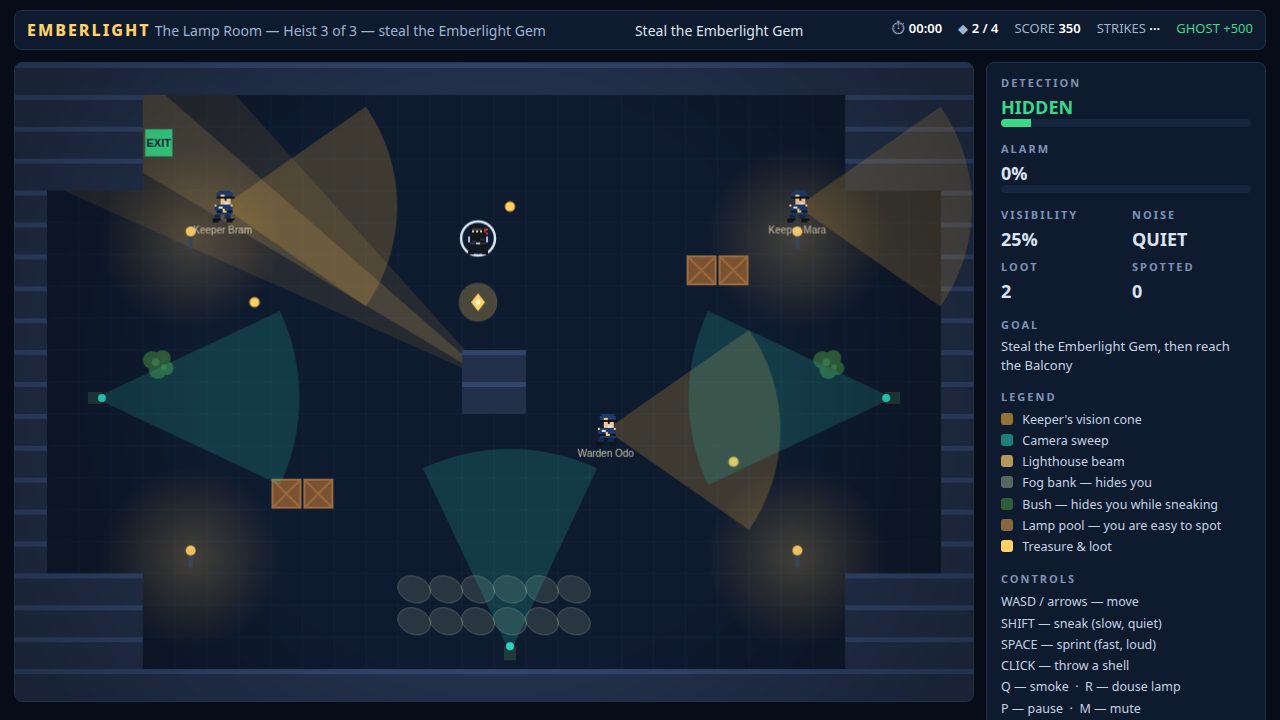 EMBERLIGHT The Lamp Room — Heist 3 of 3 — steal the Emberlight Gem Steal the Emberlight Gem ⏱ 00:00 ◆ 2 / 4 SCORE 350 STRIKES ··· GHOST +500
EXIT
Keeper Bram
Keeper Mara
Warden Odo
DETECTION
HIDDEN
ALARM
0%
VISIBILITY NOISE
25% QUIET
LOOT SPOTTED
2 0
GOAL
Steal the Emberlight Gem, then reach
the Balcony
LEGEND
Keeper's vision cone
Camera sweep
Lighthouse beam
Fog bank — hides you
Bush — hides you while sneaking
Lamp pool — you are easy to spot
Treasure & loot
CONTROLS
WASD / arrows — move
SHIFT — sneak (slow, quiet)
SPACE — sprint (fast, loud)
CLICK — throw a shell
Q — smoke · R — douse lamp
P — pause · M — mute